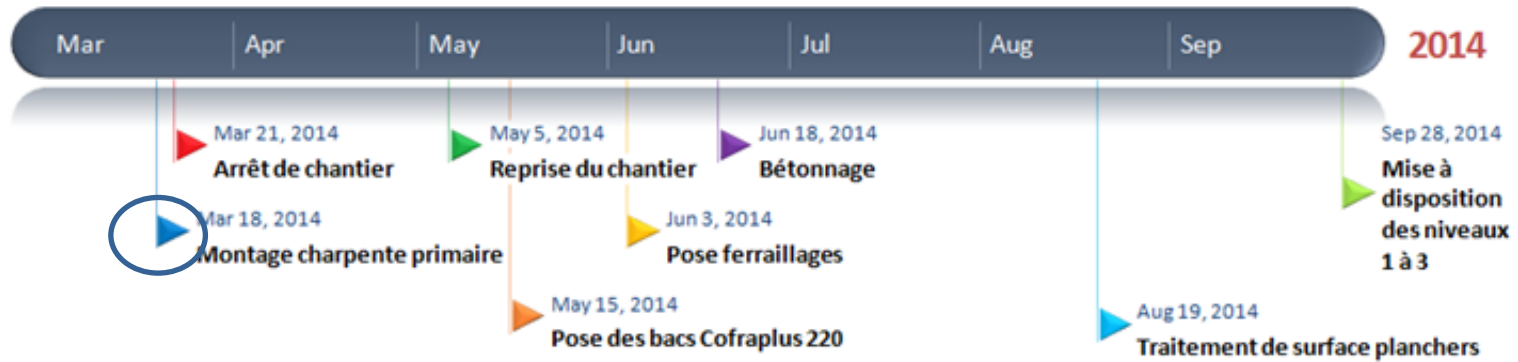 Mar Apr May Jun Jul Aug Sep 2014
Mar 21, 2014
Arrêt de chantier
May 5, 2014
Reprise du chantier
Jun 18, 2014
Bétonnage
Sep 28, 2014
Mise à
disposition
des niveaux
1 à 3
Mar 18, 2014
Montage charpente primaire
Jun 3, 2014
Pose ferraillages
May 15, 2014
Pose des bacs Cofraplus 220
Aug 19, 2014
Traitement de surface planchers